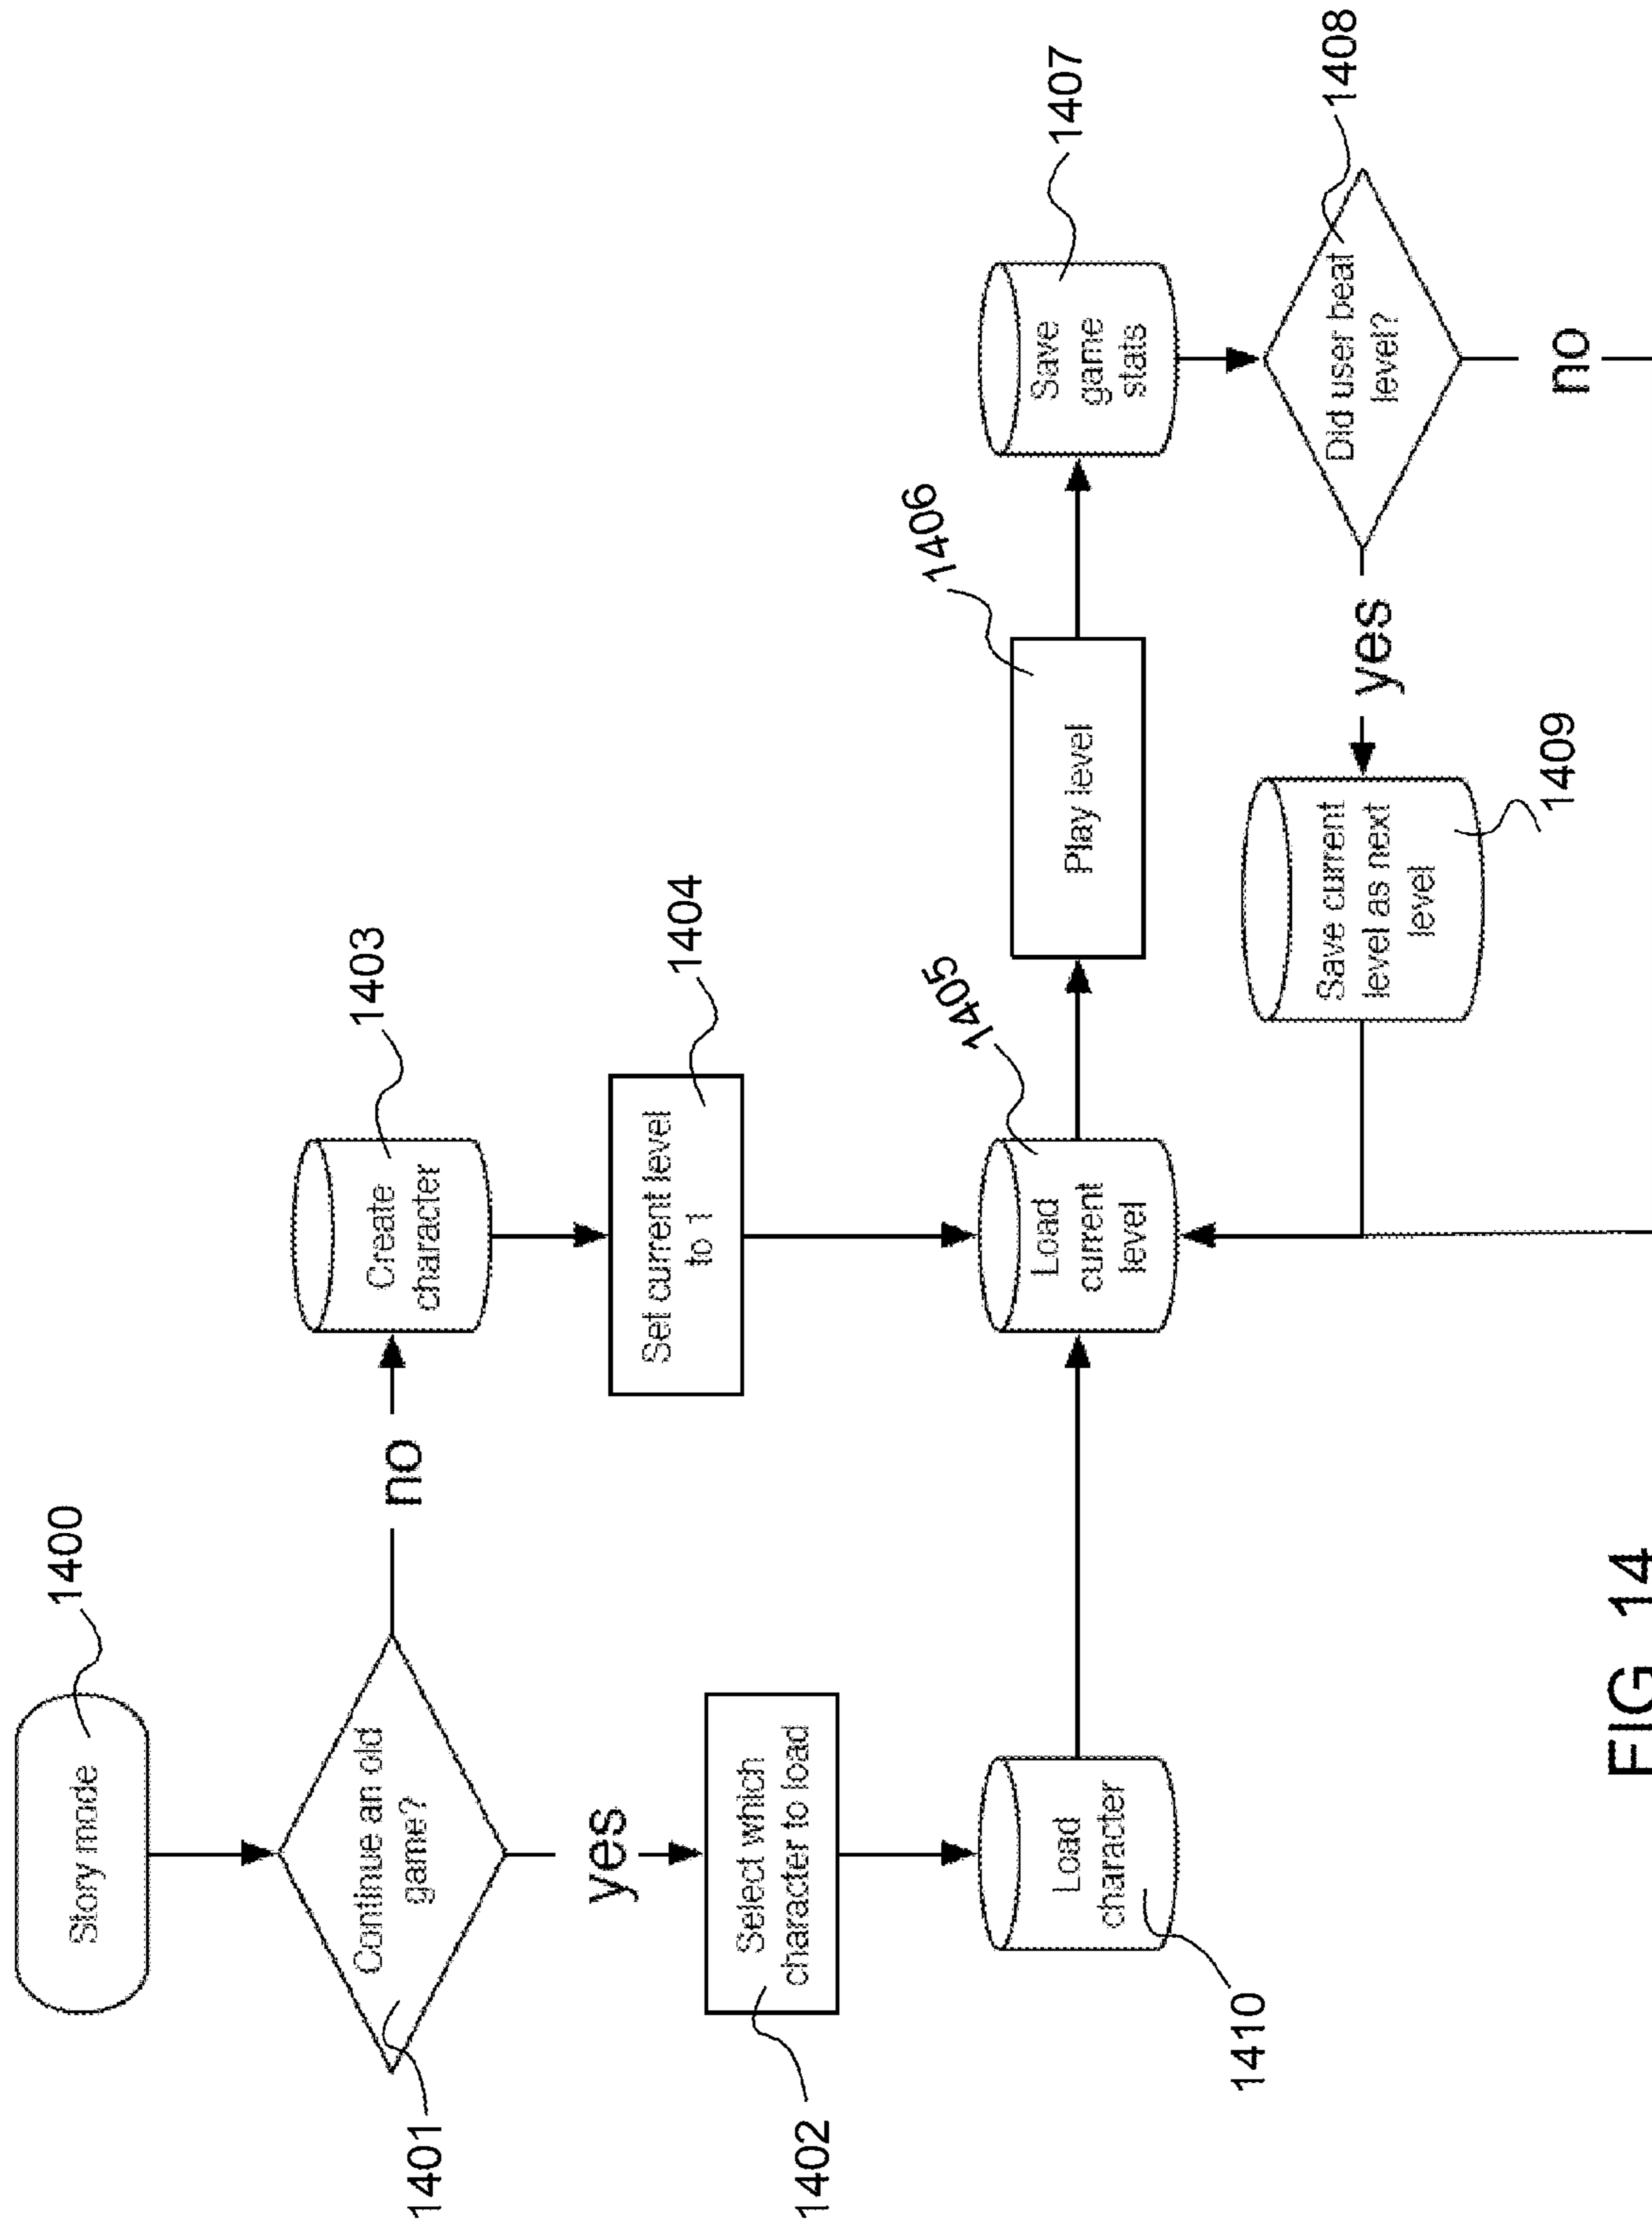 1400
Story mode
1401
Continue an old
game?
no
yes
1403
Create
character
1402
Select which
character to load
1404
Set current level
to 1
1410
Load
character
1405
Load
current
level
1406
Play level
1407
Save
game
stats
1408
Did user beat
level?
yes
no
1409
Save current
level as next
level
FIG. 14